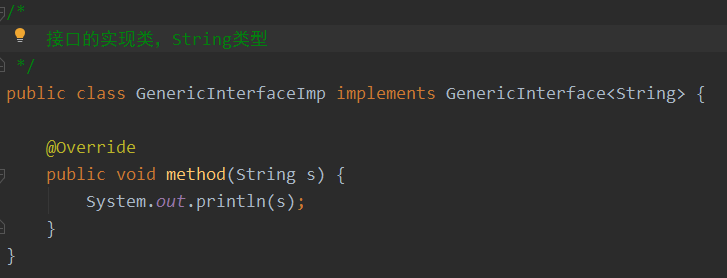 /*
接口的实现类，String类型
*/
public class GenericInterfaceImp implements GenericInterface<String> {
@Override
public void method(String s) {
System.out.println(s);
}
}